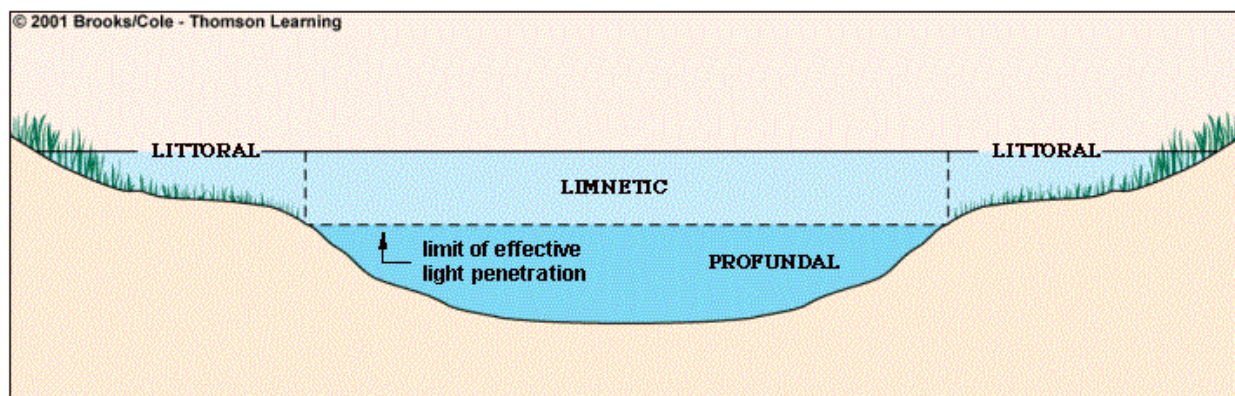 © 2001 Brooks/Cole - Thomson Learning
LITTORAL
LITTORAL
LIMNETIC
limit of effective
light penetration
PROFUNDAL